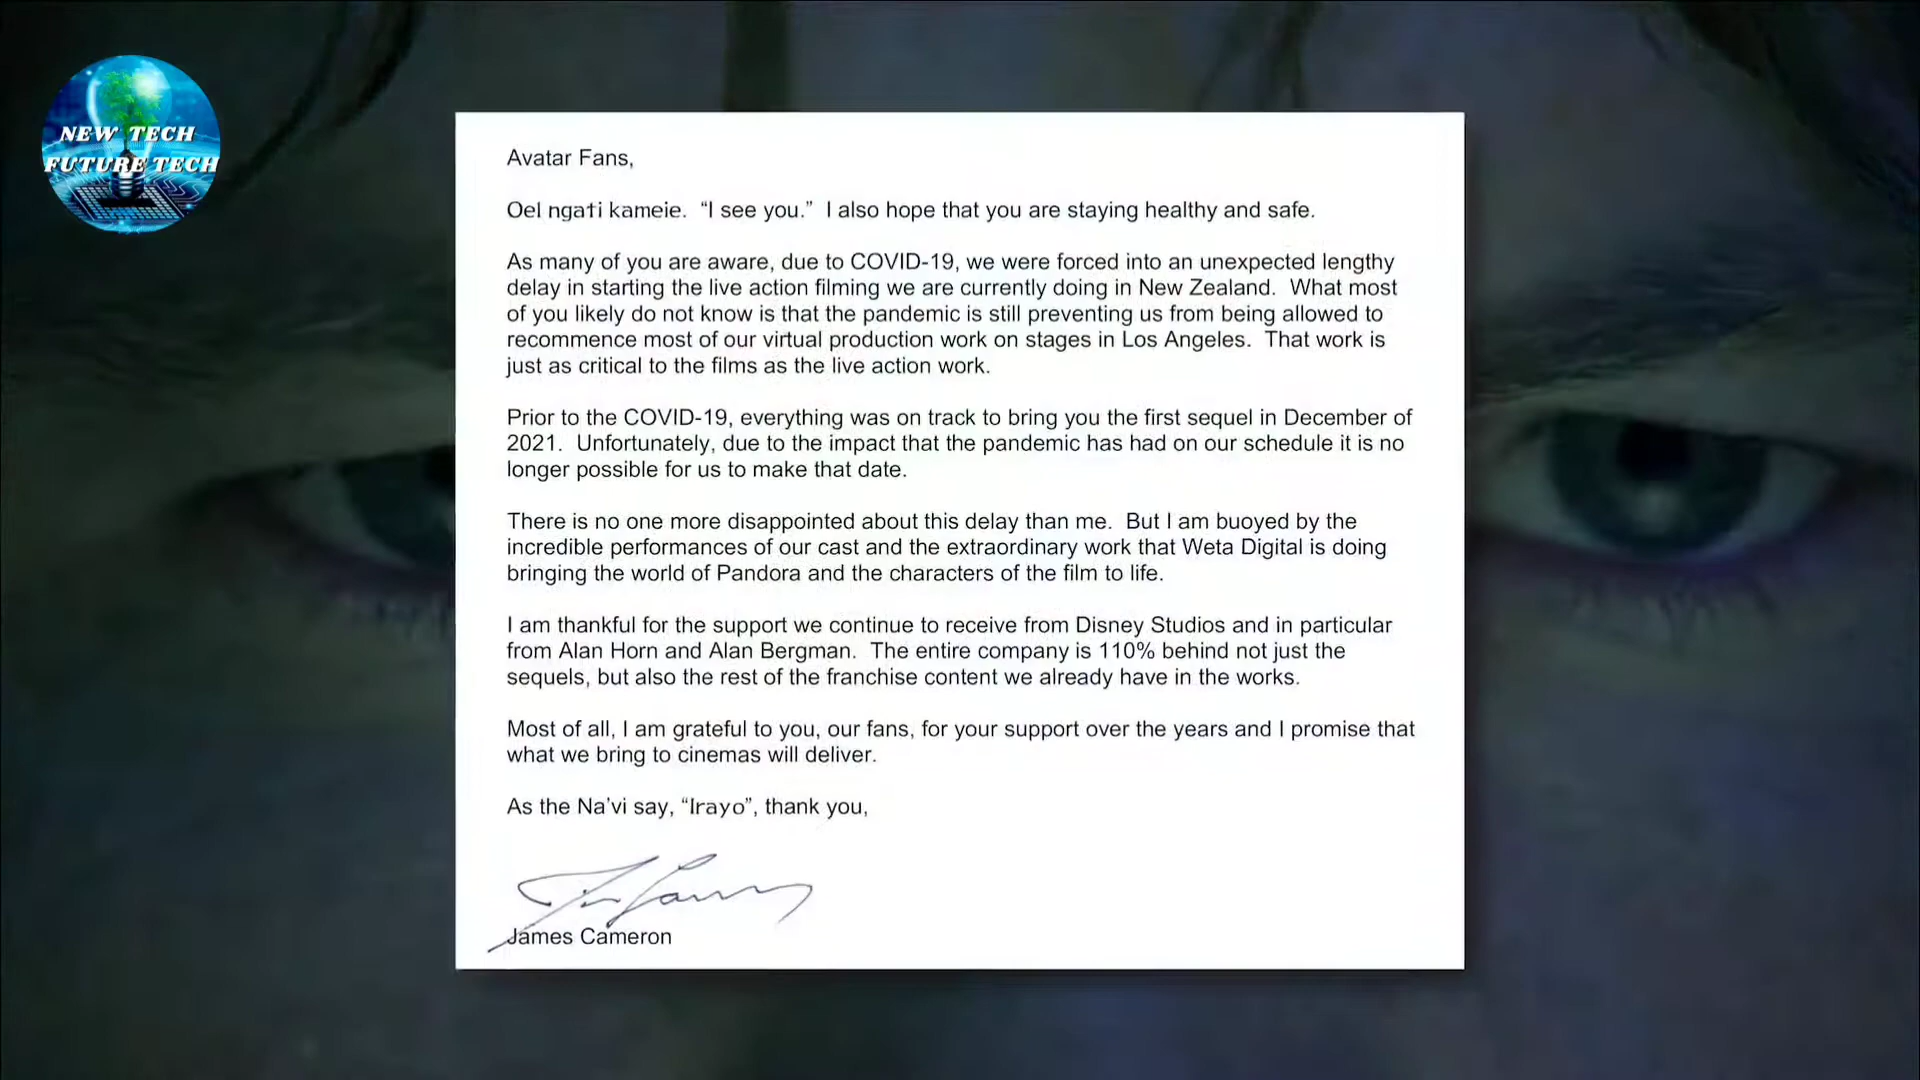 NEW TECH
FUTURE TECH
Avatar Fans,
Oel ngati kameie.  “I see you.”  I also hope that you are staying healthy and safe.
As many of you are aware, due to COVID-19, we were forced into an unexpected lengthy
delay in starting the live action filming we are currently doing in New Zealand.  What most
of you likely do not know is that the pandemic is still preventing us from being allowed to
recommence most of our virtual production work on stages in Los Angeles.  That work is
just as critical to the films as the live action work.
Prior to the COVID-19, everything was on track to bring you the first sequel in December of
2021.  Unfortunately, due to the impact that the pandemic has had on our schedule it is no
longer possible for us to make that date.
There is no one more disappointed about this delay than me.  But I am buoyed by the
incredible performances of our cast and the extraordinary work that Weta Digital is doing
bringing the world of Pandora and the characters of the film to life.
I am thankful for the support we continue to receive from Disney Studios and in particular
from Alan Horn and Alan Bergman.  The entire company is 110% behind not just the
sequels, but also the rest of the franchise content we already have in the works.
Most of all, I am grateful to you, our fans, for your support over the years and I promise that
what we bring to cinemas will deliver.
As the Na’vi say, “Irayo”, thank you,
James Cameron